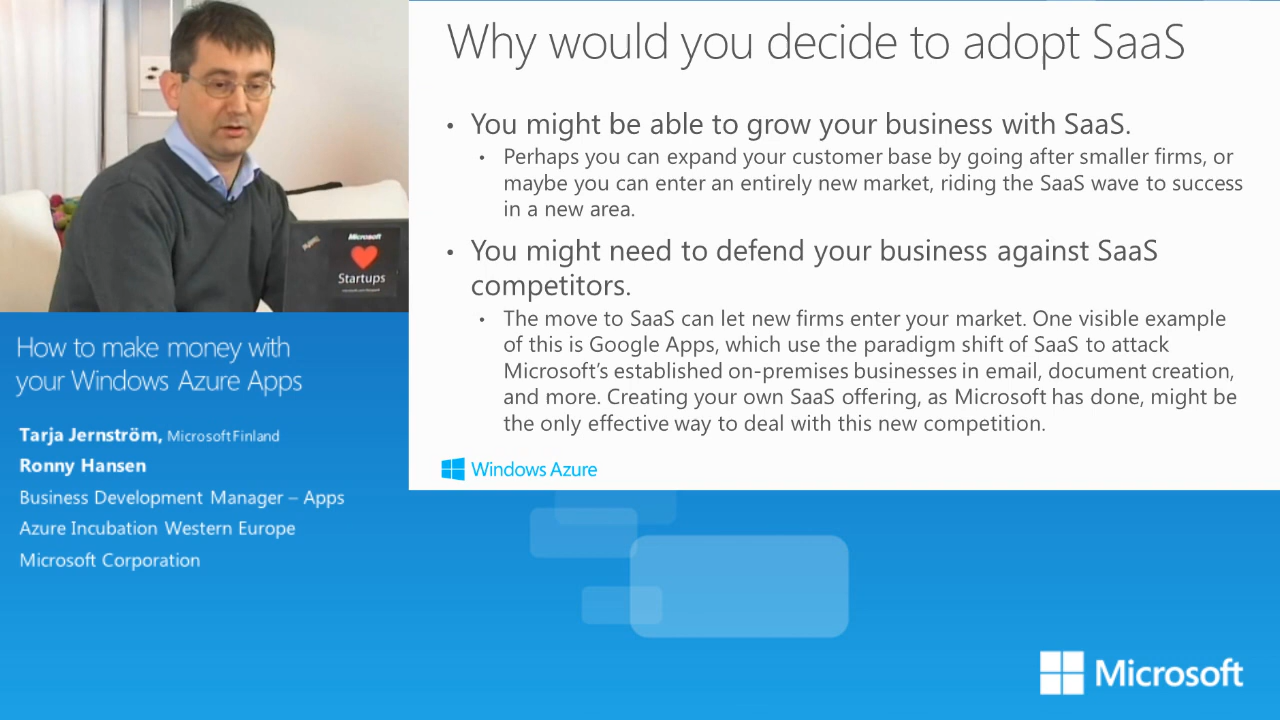 Why would you decide to adopt SaaS
• You might be able to grow your business with SaaS.
• Perhaps you can expand your customer base by going after smaller firms, or
maybe you can enter an entirely new market, riding the SaaS wave to success
in a new area.
• You might need to defend your business against SaaS
competitors.
• The move to SaaS can let new firms enter your market. One visible example
of this is Google Apps, which use the paradigm shift of SaaS to attack
Microsoft's established on-premises businesses in email, document creation,
and more. Creating your own SaaS offering, as Microsoft has done, might be
the only effective way to deal with this new competition.
Windows Azure
Microsoft
Startups
How to make money with
your Windows Azure Apps
Tarja Jernström, Microsoft Finland
Ronny Hansen
Business Development Manager – Apps
Azure Incubation Western Europe
Microsoft Corporation
Microsoft